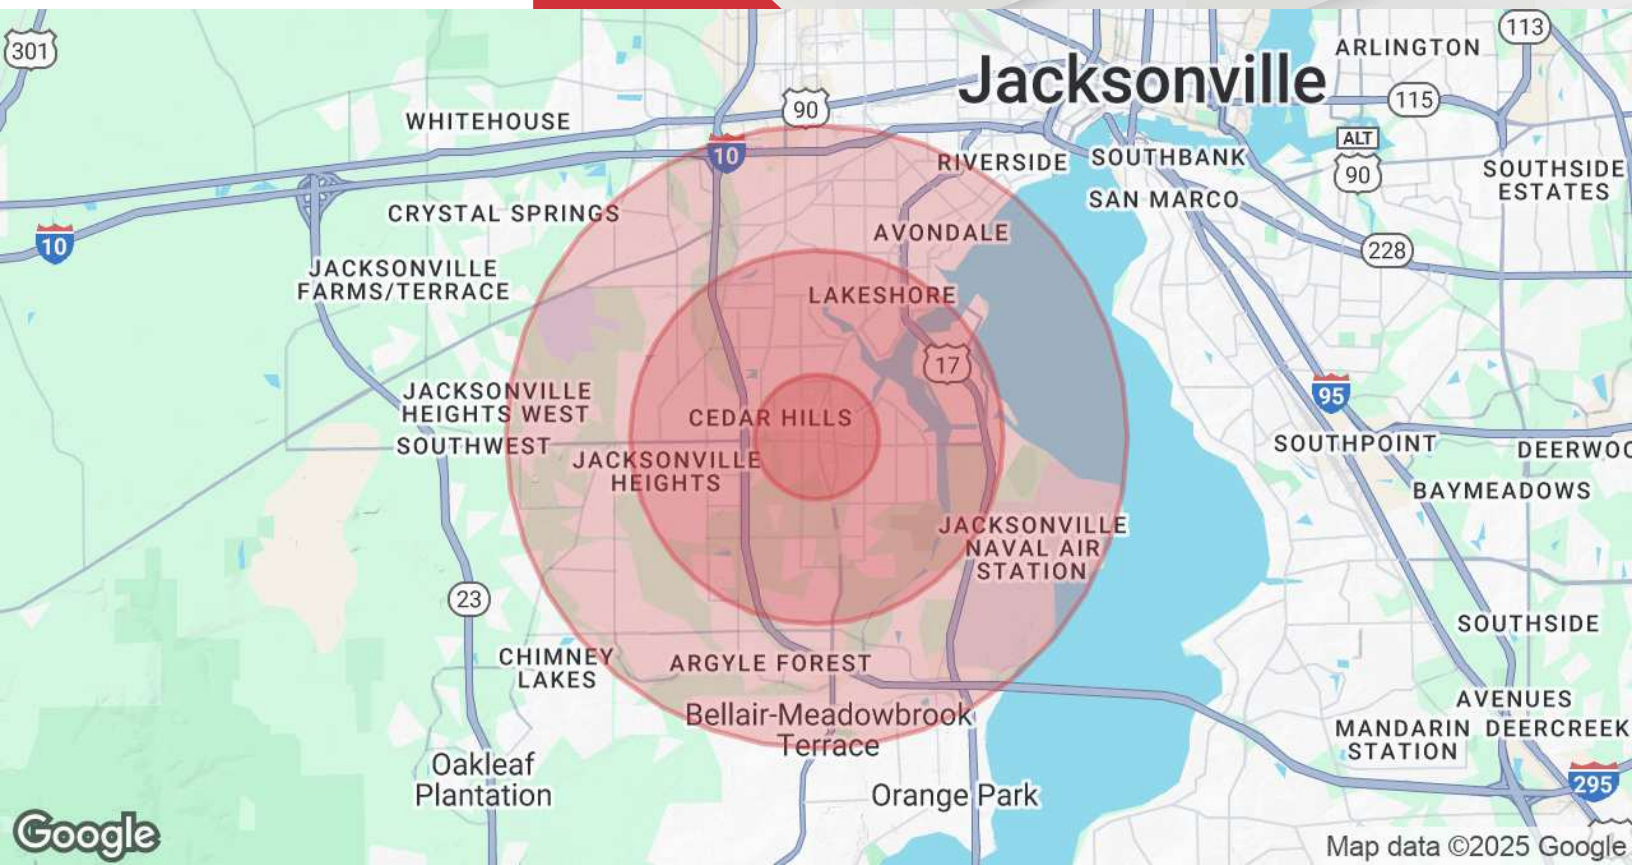 301
113
ARLINGTON
Jacksonville
90
115
WHITEHOUSE
ALT
90
10
RIVERSIDE
SOUTHBANK
SOUTHSIDE
ESTATES
SAN MARCO
CRYSTAL SPRINGS
AVONDALE
10
228
JACKSONVILLE
FARMS/TERRACE
LAKESHORE
17
95
JACKSONVILLE
HEIGHTS WEST
CEDAR HILLS
SOUTHWEST
SOUTHPOINT
DEERWOO
JACKSONVILLE
HEIGHTS
BAYMEADOWS
JACKSONVILLE
NAVAL AIR
STATION
23
SOUTHSIDE
CHIMNEY
LAKES
ARGYLE FOREST
AVENUES
Bellair-Meadowbrook
Terrace
MANDARIN
STATION
DEERCREEK
Oakleaf
Plantation
Orange Park
295
Google
Map data ©2025 Google